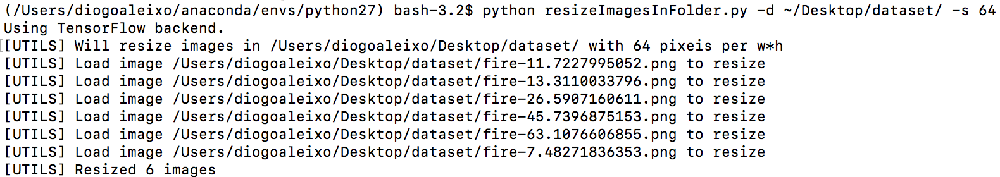 (/Users/diogoaleixo/anaconda/envs/python27) bash-3.2$ python resizeImagesInFolder.py -d ~/Desktop/dataset/ -s 64
Using TensorFlow backend.
[[UTILS] Will resize images in /Users/diogoaleixo/Desktop/dataset/ with 64 pixeis per w*h
[UTILS] Load image /Users/diogoaleixo/Desktop/dataset/fire-11.7227995052.png to resize
[UTILS] Load image /Users/diogoaleixo/Desktop/dataset/fire-13.3110033796.png to resize
[UTILS] Load image /Users/diogoaleixo/Desktop/dataset/fire-26.5907160611.png to resize
[UTILS] Load image /Users/diogoaleixo/Desktop/dataset/fire-45.7396875153.png to resize
[UTILS] Load image /Users/diogoaleixo/Desktop/dataset/fire-63.1076606855.png to resize
[UTILS] Load image /Users/diogoaleixo/Desktop/dataset/fire-7.48271836353.png to resize
[UTILS] Resized 6 images